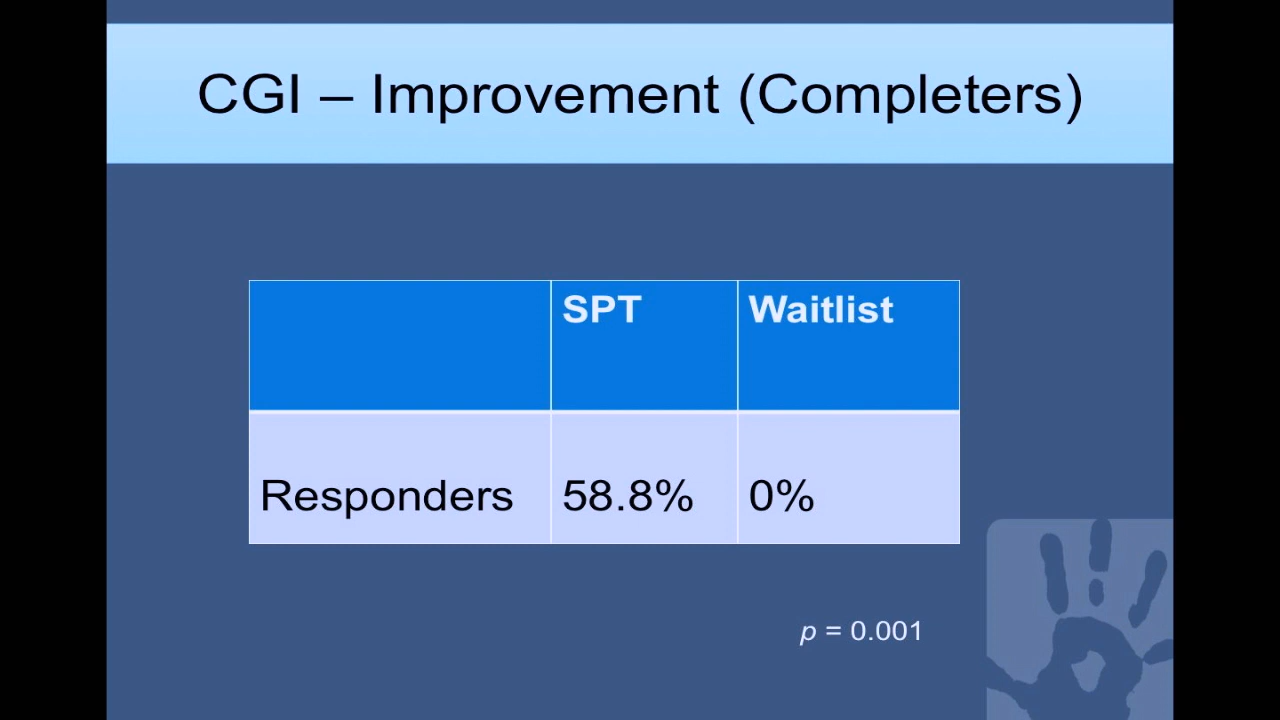 CGI – Improvement (Completers)
SPT Waitlist
Responders 58.8% 0%
p = 0.001